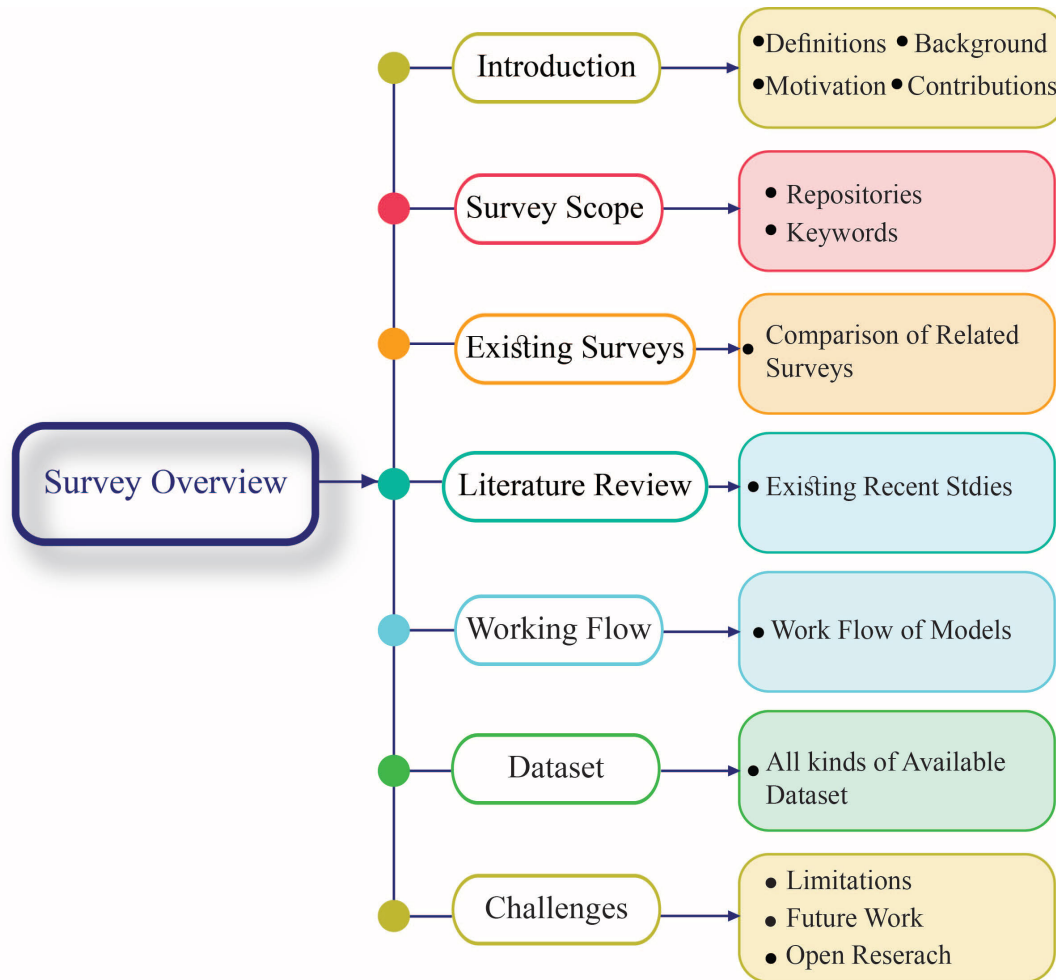 Survey Overview
Introduction
•Definitions •Background
•Motivation •Contributions
Survey Scope
• Repositories
• Keywords
Existing Surveys
• Comparison of Related
Surveys
Literature Review
• Existing Recent Stdies
Working Flow
• Work Flow of Models
Dataset
• All kinds of Available
Dataset
Challenges
• Limitations
• Future Work
• Open Reserach